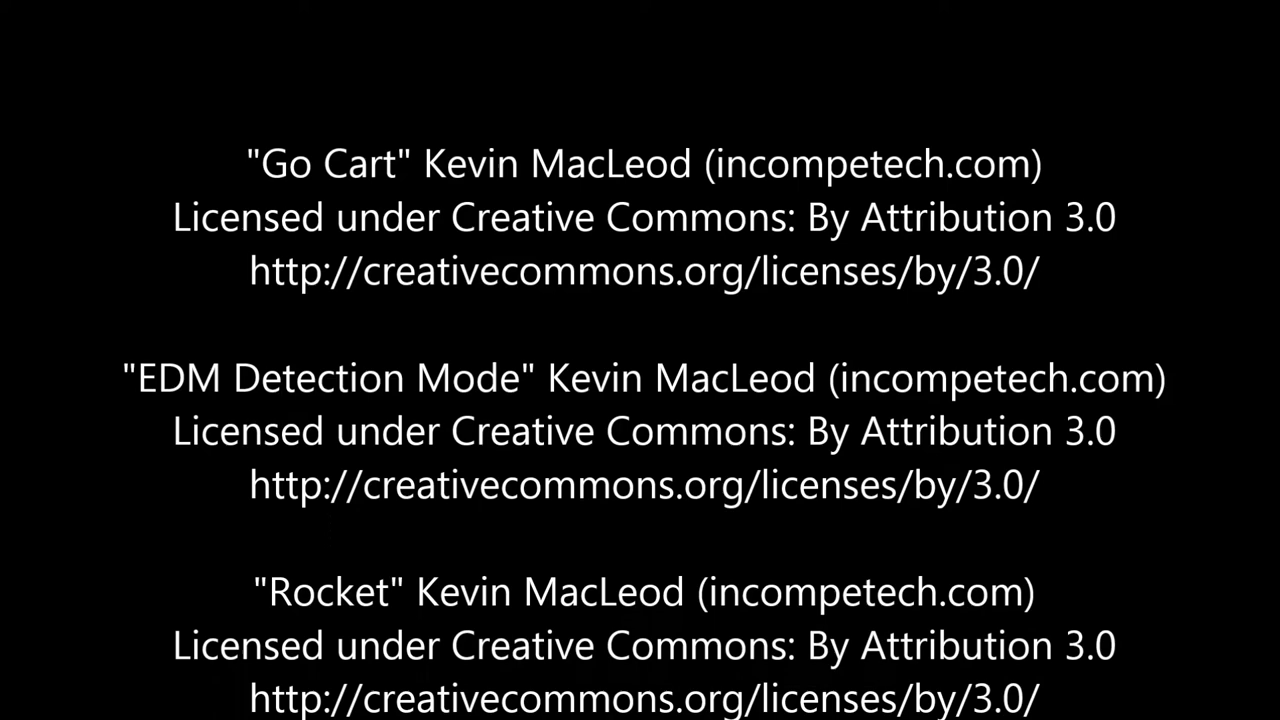 "Go Cart" Kevin MacLeod (incompetech.com)
Licensed under Creative Commons: By Attribution 3.0
http://creativecommons.org/licenses/by/3.0/
"EDM Detection Mode" Kevin MacLeod (incompetech.com)
Licensed under Creative Commons: By Attribution 3.0
http://creativecommons.org/licenses/by/3.0/
"Rocket" Kevin MacLeod (incompetech.com)
Licensed under Creative Commons: By Attribution 3.0
http://creativecommons.org/licenses/by/3.0/